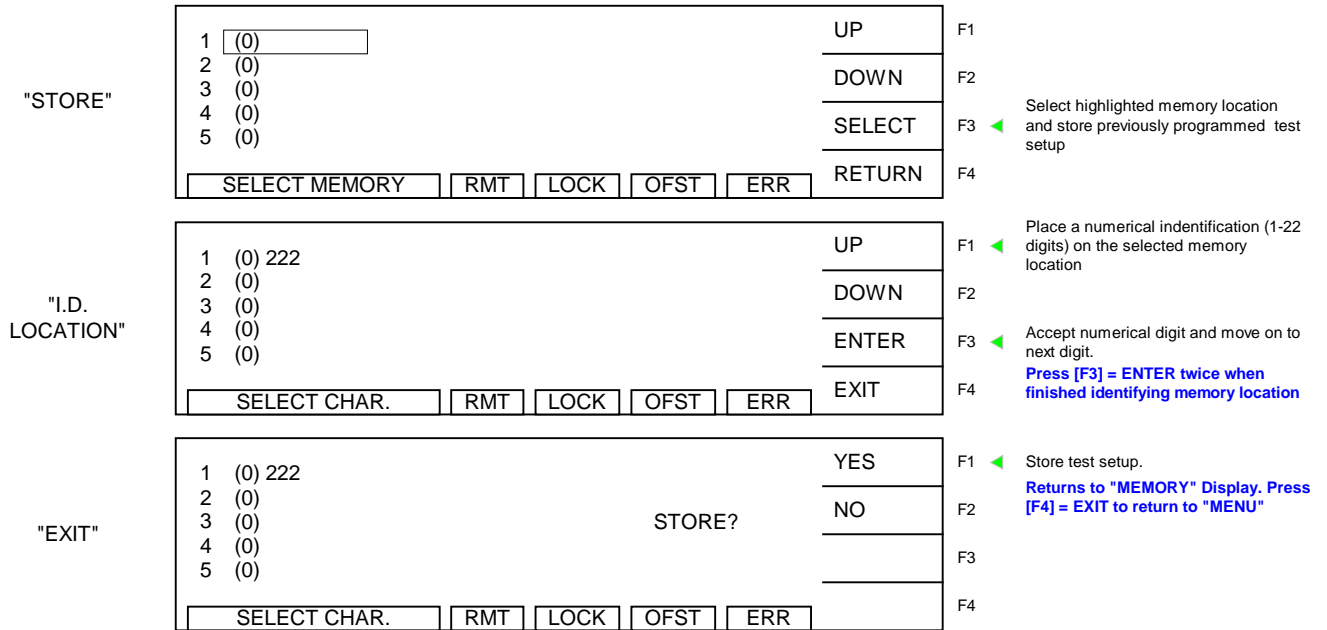 "STORE"
1 (0)
2 (0)
3 (0)
4 (0)
5 (0)
SELECT MEMORY RMT LOCK OFST ERR
UP F1
DOWN F2
SELECT F3
RETURN F4
Select highlighted memory location
and store previously programmed test
setup
"I.D.
LOCATION"
1 (0) 222
2 (0)
3 (0)
4 (0)
5 (0)
SELECT CHAR. RMT LOCK OFST ERR
UP F1
DOWN F2
ENTER F3
EXIT F4
Place a numerical indentification (1-22
digits) on the selected memory
location
Accept numerical digit and move on to
next digit.
Press [F3] = ENTER twice when
finished identifying memory location
"EXIT"
1 (0) 222
2 (0)
3 (0)
4 (0)
5 (0)
STORE?
SELECT CHAR. RMT LOCK OFST ERR
YES F1
NO F2
F3
F4
Store test setup.
Returns to "MEMORY" Display. Press
[F4] = EXIT to return to "MENU"